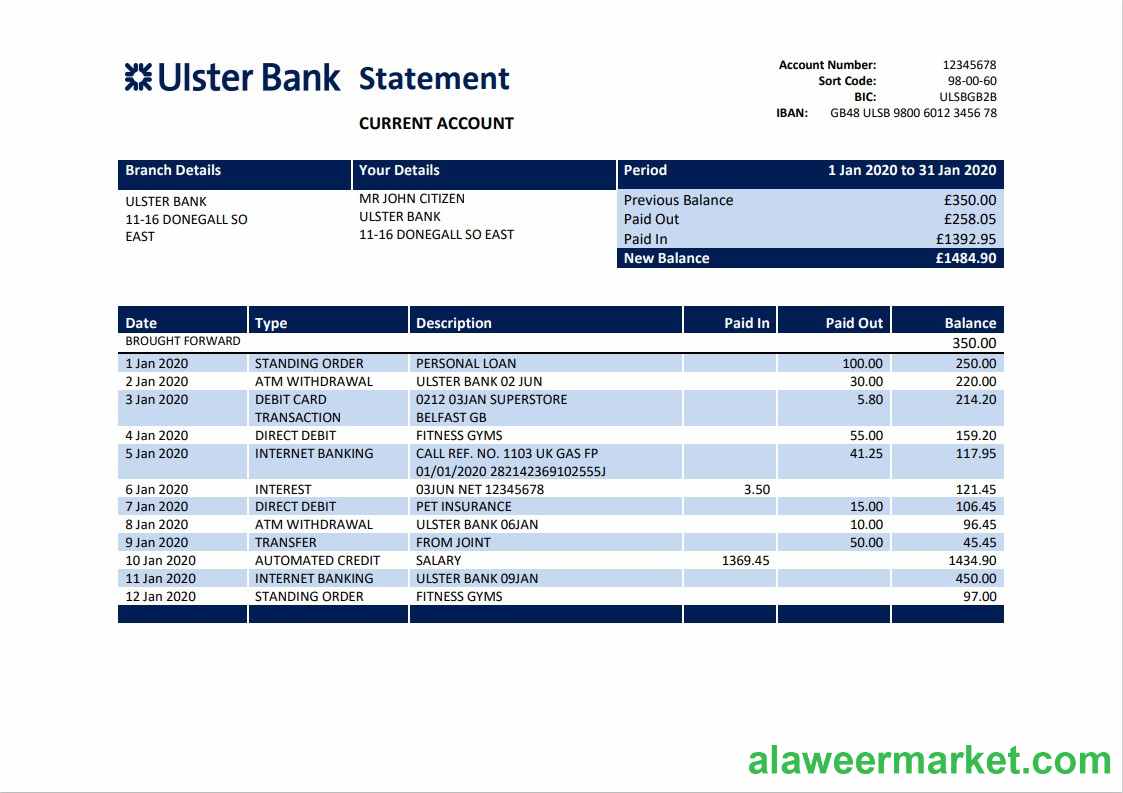 Ulster Bank Statement
CURRENT ACCOUNT
Account Number: 12345678
Sort Code: 98-00-60
BIC: ULSBGB2B
IBAN: GB48 ULSB 9800 6012 3456 78
Branch Details
ULSTER BANK
11-16 DONEGALL SO
EAST
Your Details
MR JOHN CITIZEN
ULSTER BANK
11-16 DONEGALL SO EAST
Period 1 Jan 2020 to 31 Jan 2020
Previous Balance £350.00
Paid Out £258.05
Paid In £1392.95
New Balance £1484.90
Date Type Description Paid In Paid Out Balance
BROUGHT FORWARD 350.00
1 Jan 2020 STANDING ORDER PERSONAL LOAN 100.00 250.00
2 Jan 2020 ATM WITHDRAWAL ULSTER BANK 02 JUN 30.00 220.00
3 Jan 2020 DEBIT CARD 0212 03JAN SUPERSTORE 5.80 214.20
TRANSACTION BELFAST GB
4 Jan 2020 DIRECT DEBIT FITNESS GYMS 55.00 159.20
5 Jan 2020 INTERNET BANKING CALL REF. NO. 1103 UK GAS FP 41.25 117.95
01/01/2020 282142369102555J
6 Jan 2020 INTEREST 03JUN NET 12345678 3.50 121.45
7 Jan 2020 DIRECT DEBIT PET INSURANCE 15.00 106.45
8 Jan 2020 ATM WITHDRAWAL ULSTER BANK 06JAN 10.00 96.45
9 Jan 2020 TRANSFER FROM JOINT 50.00 45.45
10 Jan 2020 AUTOMATED CREDIT SALARY 1369.45 1434.90
11 Jan 2020 INTERNET BANKING ULSTER BANK 09JAN 450.00
12 Jan 2020 STANDING ORDER FITNESS GYMS 97.00
alaweermarket.com